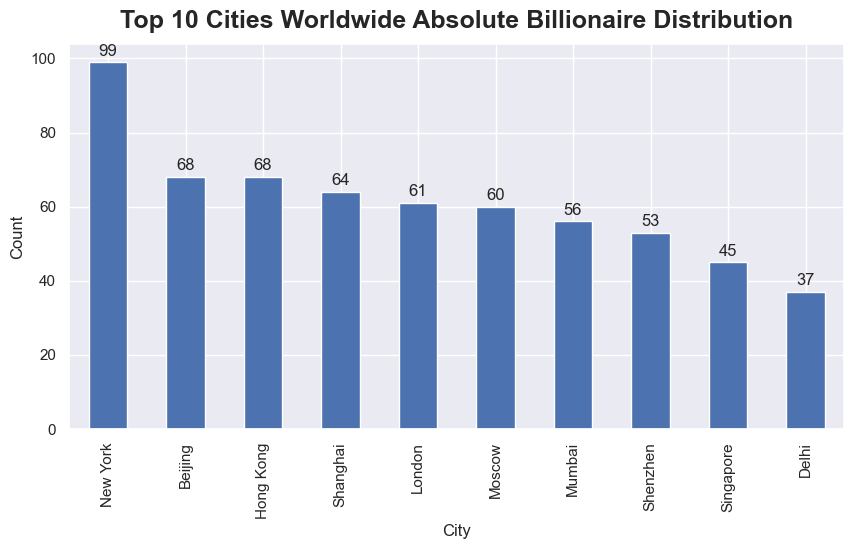 Top 10 Cities Worldwide Absolute Billionaire Distribution
99
68
68
64
61
60
56
53
45
37
100
80
60
40
20
0
Count
New York
Beijing
Hong Kong
Shanghai
London
Moscow
Mumbai
Shenzhen
Singapore
Delhi
City